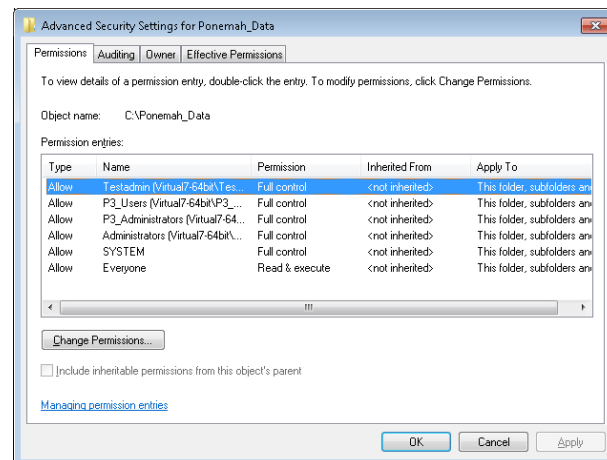 Advanced Security Settings for Ponemah_Data
Permissions Auditing Owner Effective Permissions
To view details of a permission entry, double-click the entry. To modify permissions, click Change Permissions.
Object name: C:\Ponemah_Data
Permission entries:
Type Name Permission Inherited From Apply To
Allow Testadmin (Virtual7-64bit\Tes... Full control <not inherited> This folder, subfolders an
Allow P3_Users (Virtual7-64bit\P3_... Full control <not inherited> This folder, subfolders an
Allow P3_Administrators (Virtual7-64... Full control <not inherited> This folder, subfolders an
Allow Administrators (Virtual7-64bit\... Full control <not inherited> This folder, subfolders an
Allow SYSTEM Full control <not inherited> This folder, subfolders an
Allow Everyone Read & execute <not inherited> This folder, subfolders an
Change Permissions...
Include inheritable permissions from this object's parent
Managing permission entries
OK Cancel Apply